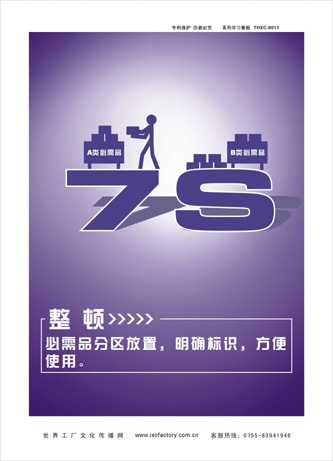 专利保护 仿者必究 系列学习看板 THXC-0011
A类必需品
B类必需品
7S
整 顿>>>>>
必需品分区放置，明确标识，方便
使用。
世界工厂文化传播网 www.isofactory.com.cn 客服热线：0755-83941946